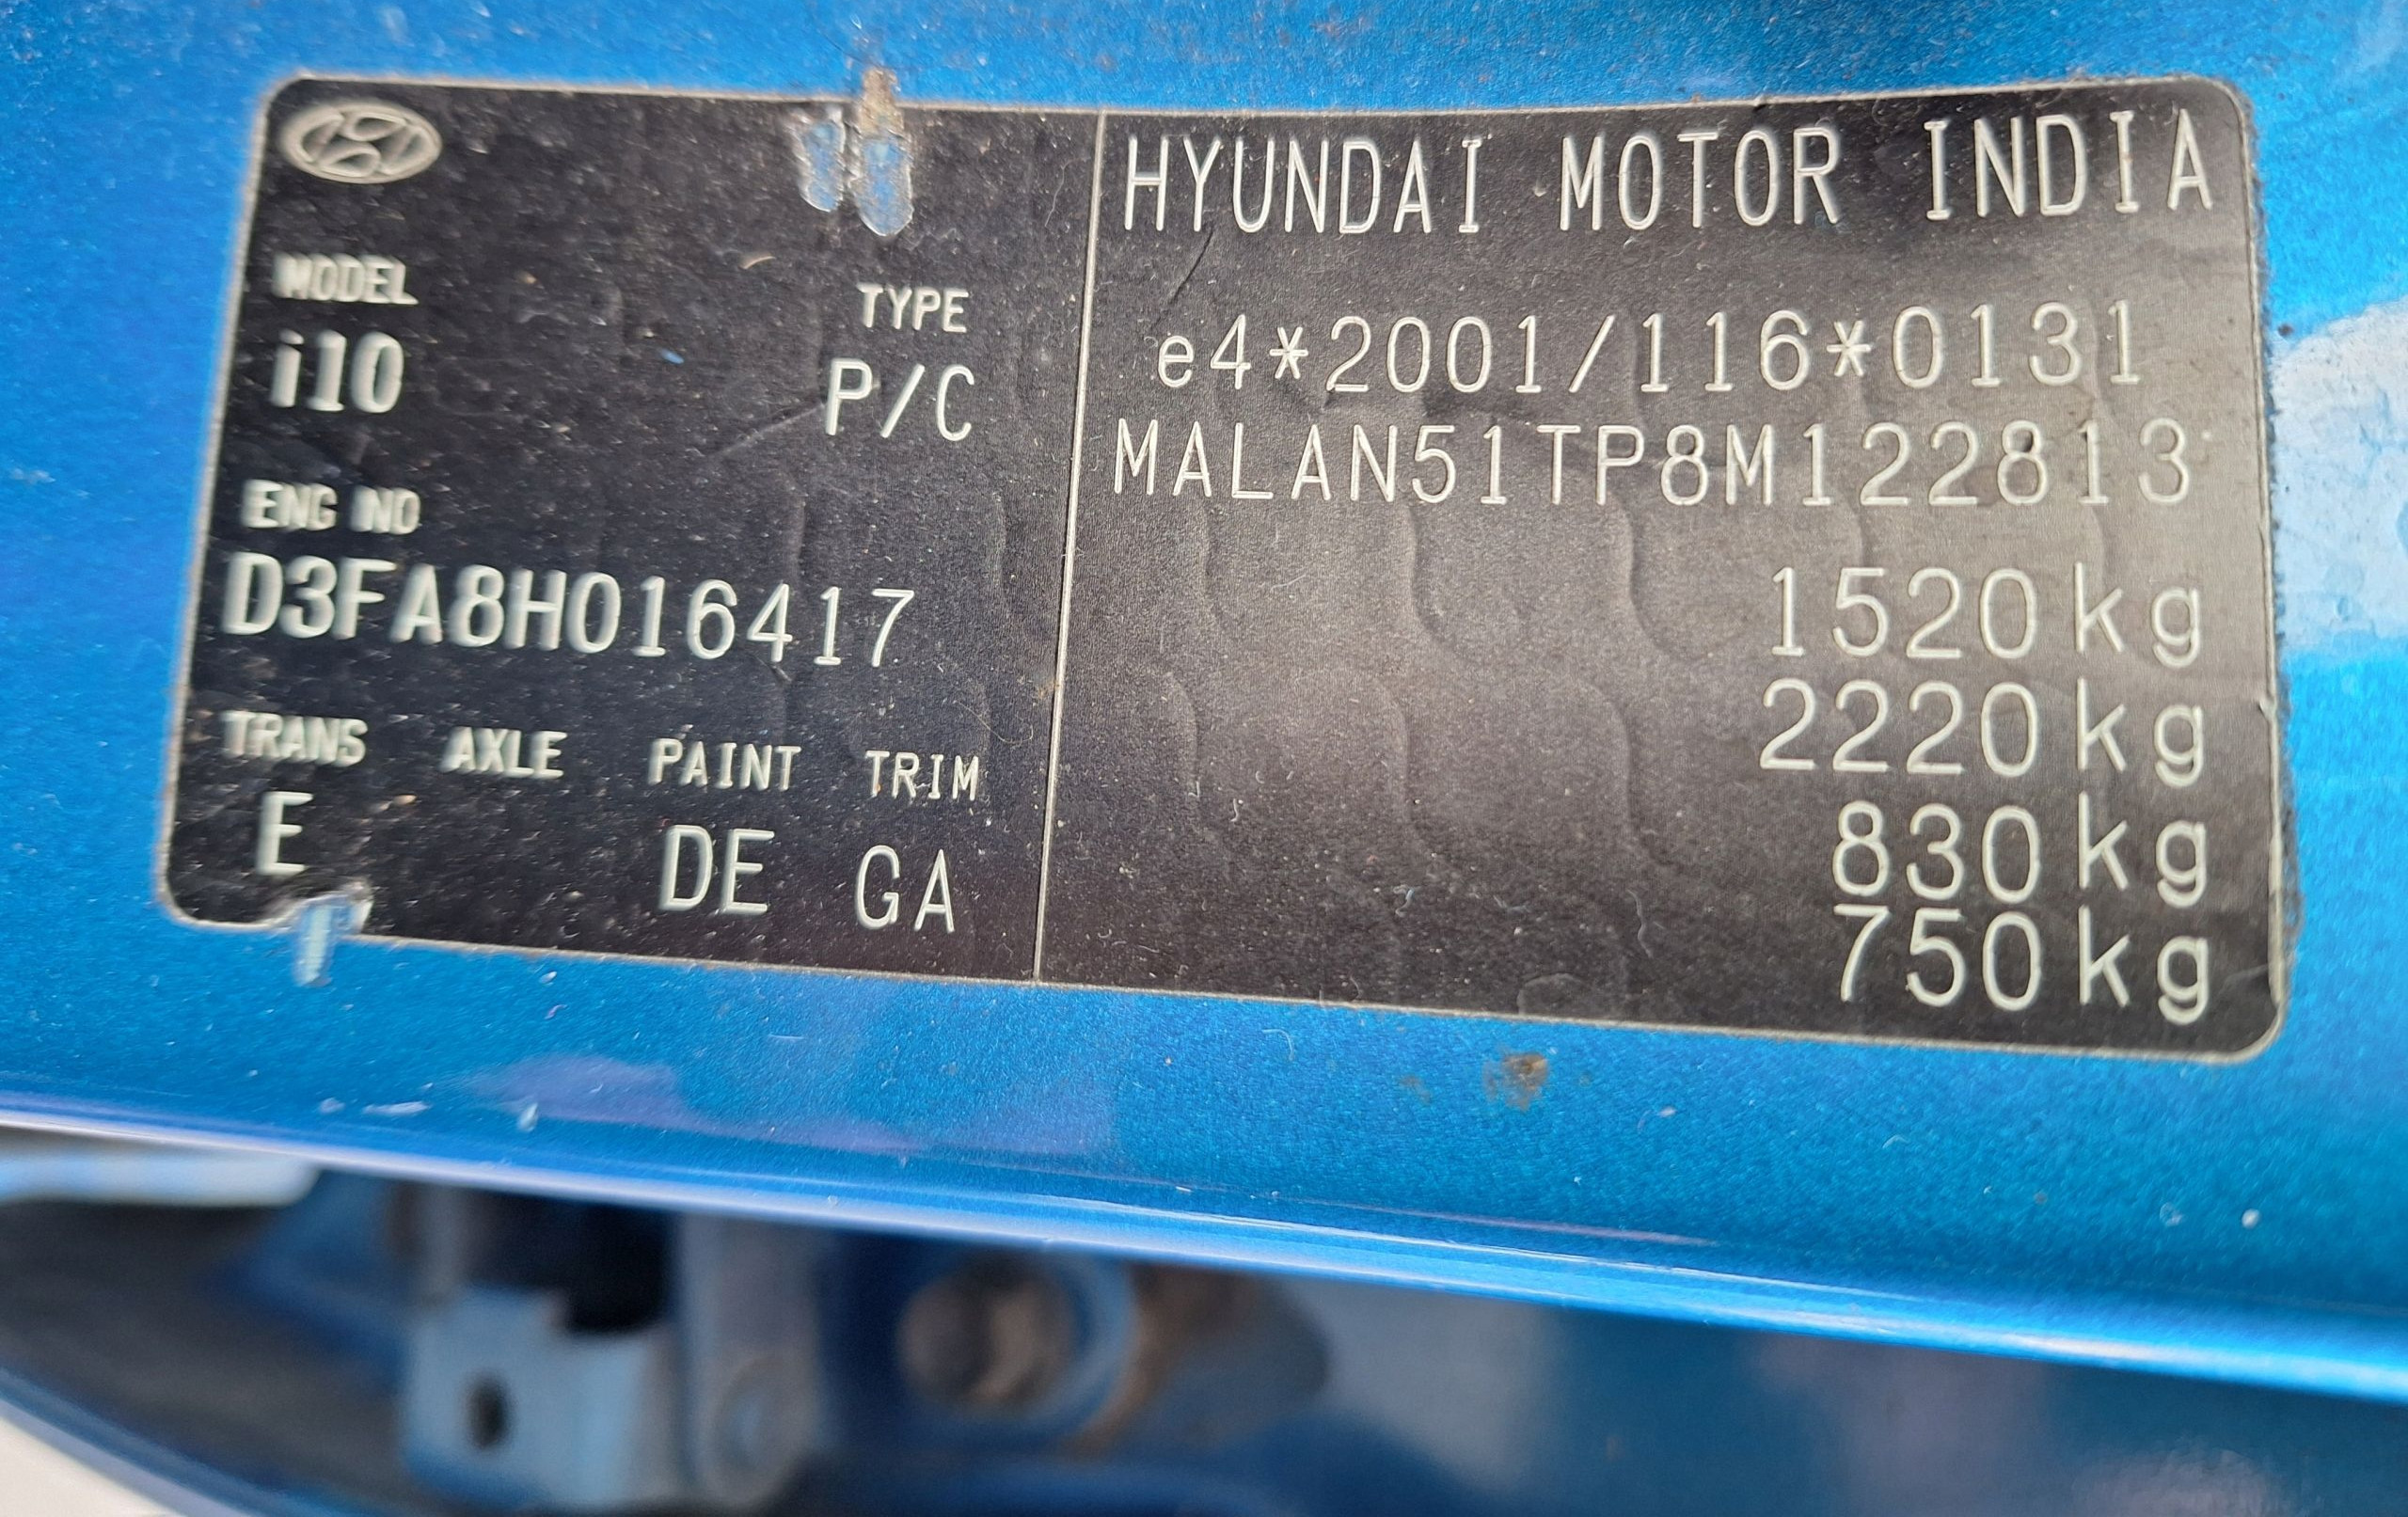 MODEL TYPE
i10 P/C
ENG NO
D3FA8H016417
TRANS AXLE PAINT TRIM
E DE GA
HYUNDAI MOTOR INDIA
e4*2001/116*0131
MALAN51TP8M122813
1520kg
2220kg
830kg
750kg